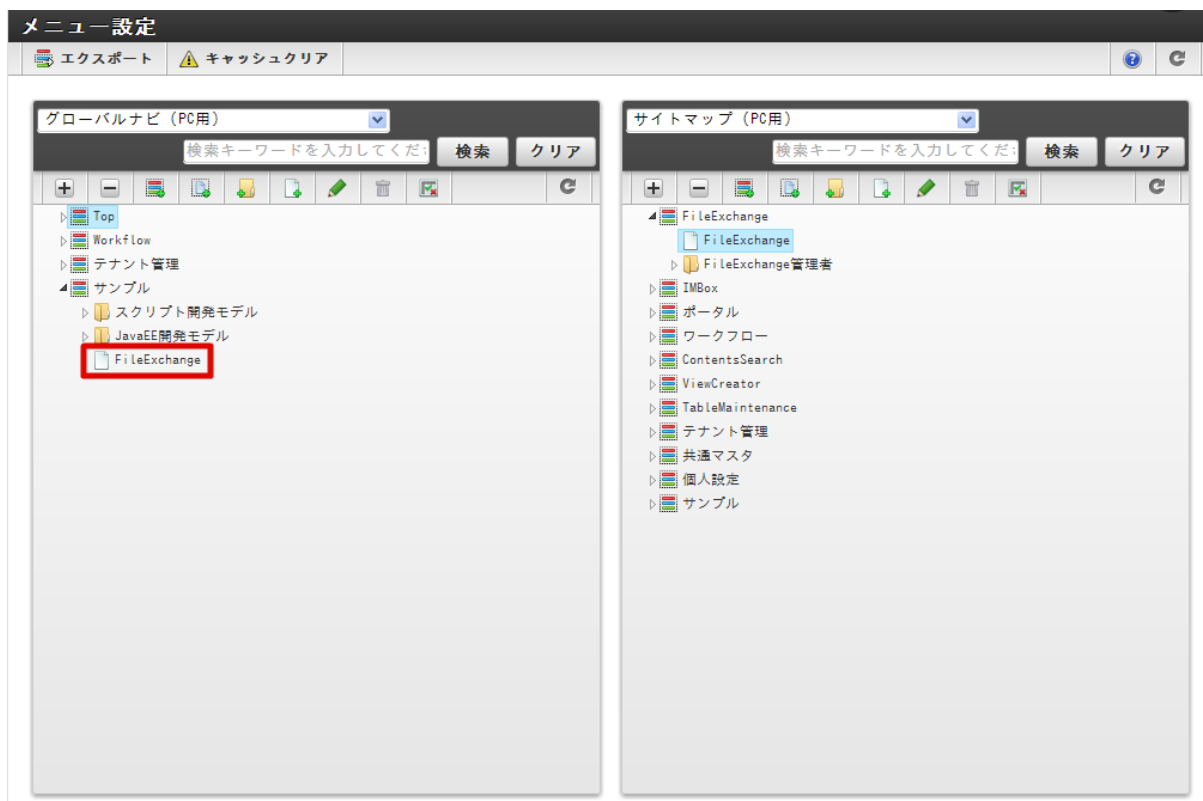 メニュー設定
エクスポート
キャッシュクリア
グローバルナビ（PC用）
検索キーワードを入力してくだ
検索
クリア
Top
Workflow
テナント管理
サンプル
スクリプト開発モデル
JavaEE開発モデル
FileExchange
サイトマップ（PC用）
検索キーワードを入力してくだ
検索
クリア
FileExchange
FileExchange
FileExchange管理者
IMBox
ポータル
ワークフロー
ContentsSearch
ViewCreator
TableMaintenance
テナント管理
共通マスタ
個人設定
サンプル